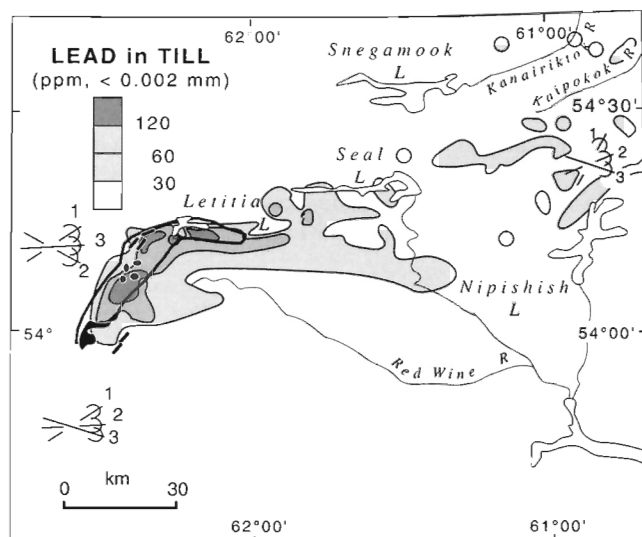 62°00'
61°00'
LEAD in TILL
(ppm, < 0.002 mm)
120
60
30
Snegamook
L
Kanairiktok R
Kaipokok R
54°30'
1
2
3
Seal
L
Letitia
L
1
3
2
Nipishish
L
54°
54°00'
Red Wine R
1
2
3
km
0 30
62°00'
61°00'